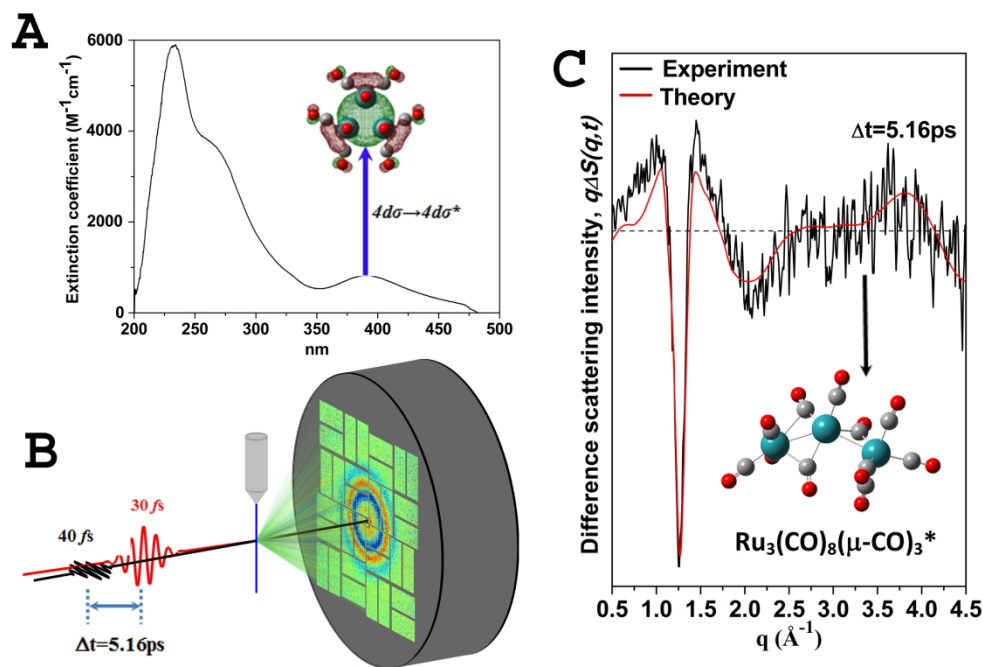 A
6000
4000
2000
0
Extinction coefficient (M⁻¹cm⁻¹)
4dσ→4dσ*
200 250 300 350 400 450 500
nm
B
30 fs
40 fs
Δt=5.16ps
C
Experiment
Theory
Δt=5.16ps
Difference scattering intensity, qΔS(q,t)
Ru₃(CO)₈(μ-CO)₃*
0.5 1.0 1.5 2.0 2.5 3.0 3.5 4.0 4.5
q (Å⁻¹)